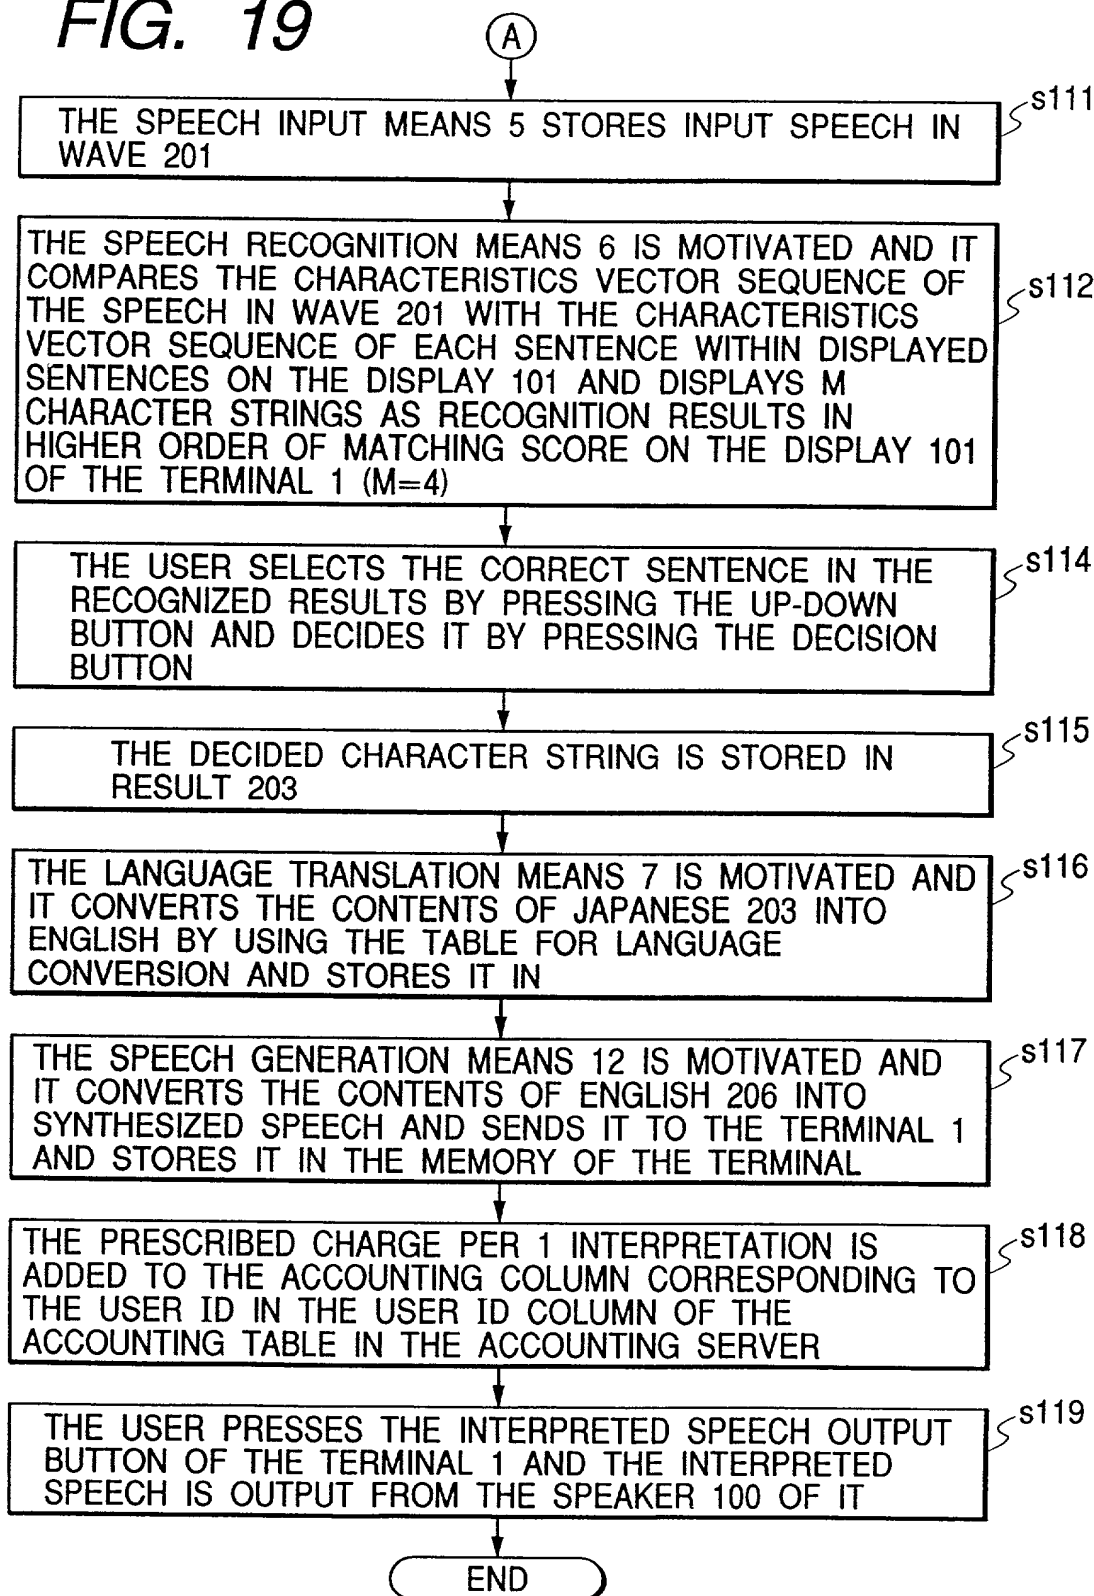 FIG. 19
A
THE SPEECH INPUT MEANS 5 STORES INPUT SPEECH IN
WAVE 201
s111
THE SPEECH RECOGNITION MEANS 6 IS MOTIVATED AND IT
COMPARES THE CHARACTERISTICS VECTOR SEQUENCE OF
THE SPEECH IN WAVE 201 WITH THE CHARACTERISTICS
VECTOR SEQUENCE OF EACH SENTENCE WITHIN DISPLAYED
SENTENCES ON THE DISPLAY 101 AND DISPLAYS M
CHARACTER STRINGS AS RECOGNITION RESULTS IN
HIGHER ORDER OF MATCHING SCORE ON THE DISPLAY 101
OF THE TERMINAL 1 (M=4)
s112
THE USER SELECTS THE CORRECT SENTENCE IN THE
RECOGNIZED RESULTS BY PRESSING THE UP-DOWN
BUTTON AND DECIDES IT BY PRESSING THE DECISION
BUTTON
s114
THE DECIDED CHARACTER STRING IS STORED IN
RESULT 203
s115
THE LANGUAGE TRANSLATION MEANS 7 IS MOTIVATED AND
IT CONVERTS THE CONTENTS OF JAPANESE 203 INTO
ENGLISH BY USING THE TABLE FOR LANGUAGE
CONVERSION AND STORES IT IN
s116
THE SPEECH GENERATION MEANS 12 IS MOTIVATED AND
IT CONVERTS THE CONTENTS OF ENGLISH 206 INTO
SYNTHESIZED SPEECH AND SENDS IT TO THE TERMINAL 1
AND STORES IT IN THE MEMORY OF THE TERMINAL
s117
THE PRESCRIBED CHARGE PER 1 INTERPRETATION IS
ADDED TO THE ACCOUNTING COLUMN CORRESPONDING TO
THE USER ID IN THE USER ID COLUMN OF THE
ACCOUNTING TABLE IN THE ACCOUNTING SERVER
s118
THE USER PRESSES THE INTERPRETED SPEECH OUTPUT
BUTTON OF THE TERMINAL 1 AND THE INTERPRETED
SPEECH IS OUTPUT FROM THE SPEAKER 100 OF IT
s119
END